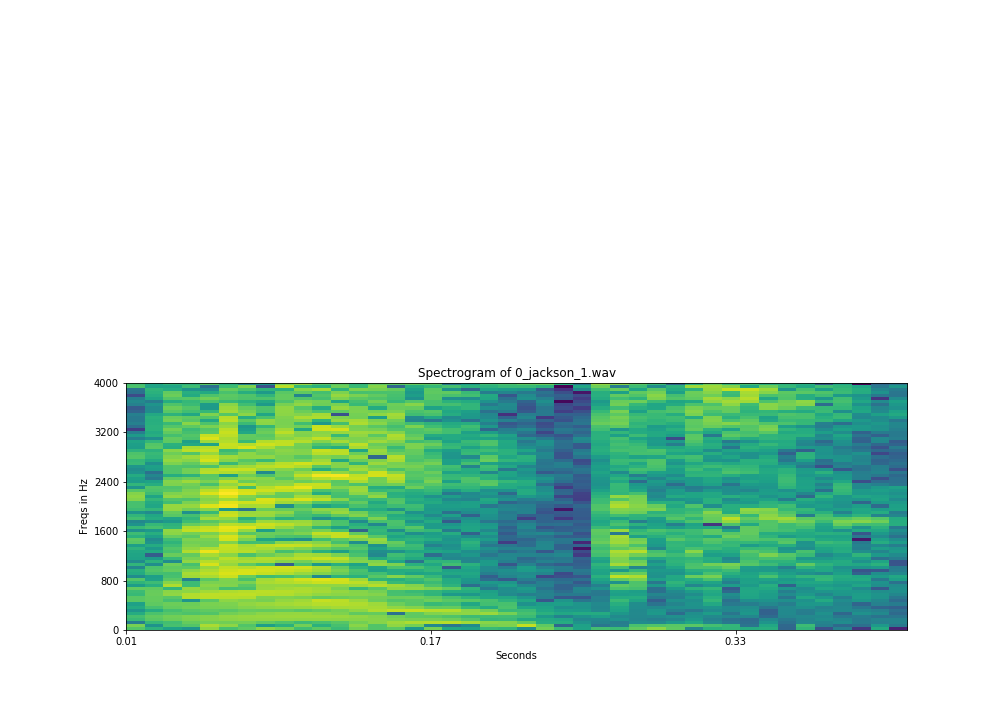 Spectrogram of 0_jackson_1.wav
4000
3200
2400
1600
800
0
Freqs in Hz
0.01 0.17 0.33
Seconds